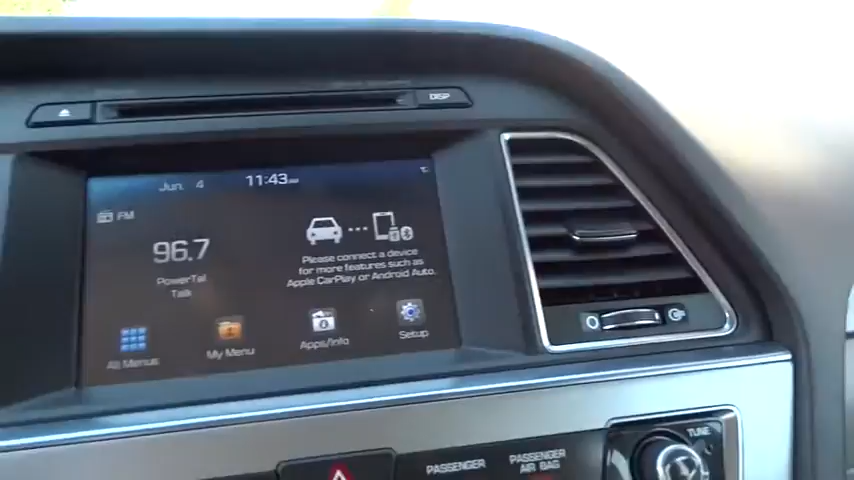 DISP
Jun. 4
11:43
FM
96.7
PowerTal
Talk
Please connect a device
for more features such as
Apple CarPlay or Android Auto.
All Menus
My Menu
Apps/Info
Setup
TUNE
PASSENGER
PASSENGER
AIR BAG